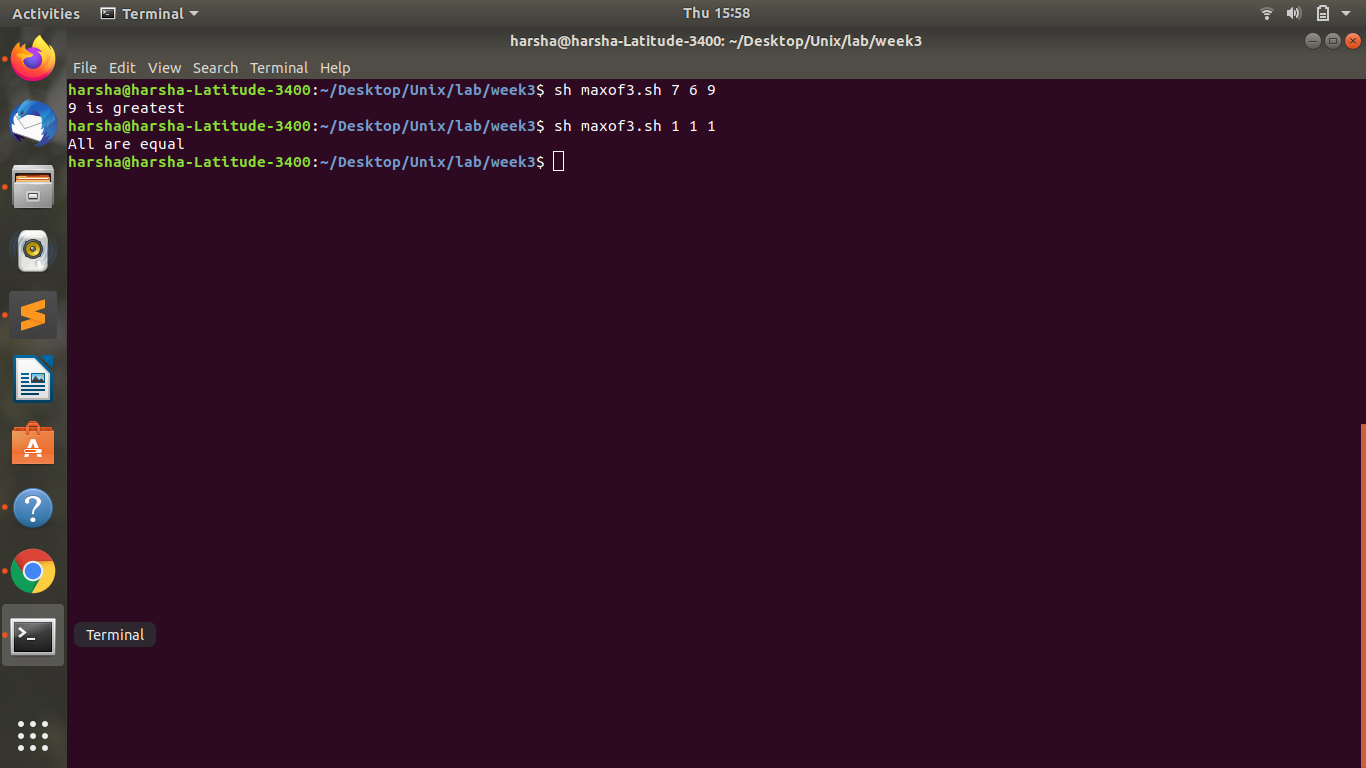 Activities Terminal Thu 15:58
harsha@harsha-Latitude-3400: ~/Desktop/Unix/lab/week3
File Edit View Search Terminal Help
harsha@harsha-Latitude-3400:~/Desktop/Unix/lab/week3$ sh maxof3.sh 7 6 9
9 is greatest
harsha@harsha-Latitude-3400:~/Desktop/Unix/lab/week3$ sh maxof3.sh 1 1 1
All are equal
harsha@harsha-Latitude-3400:~/Desktop/Unix/lab/week3$
Terminal